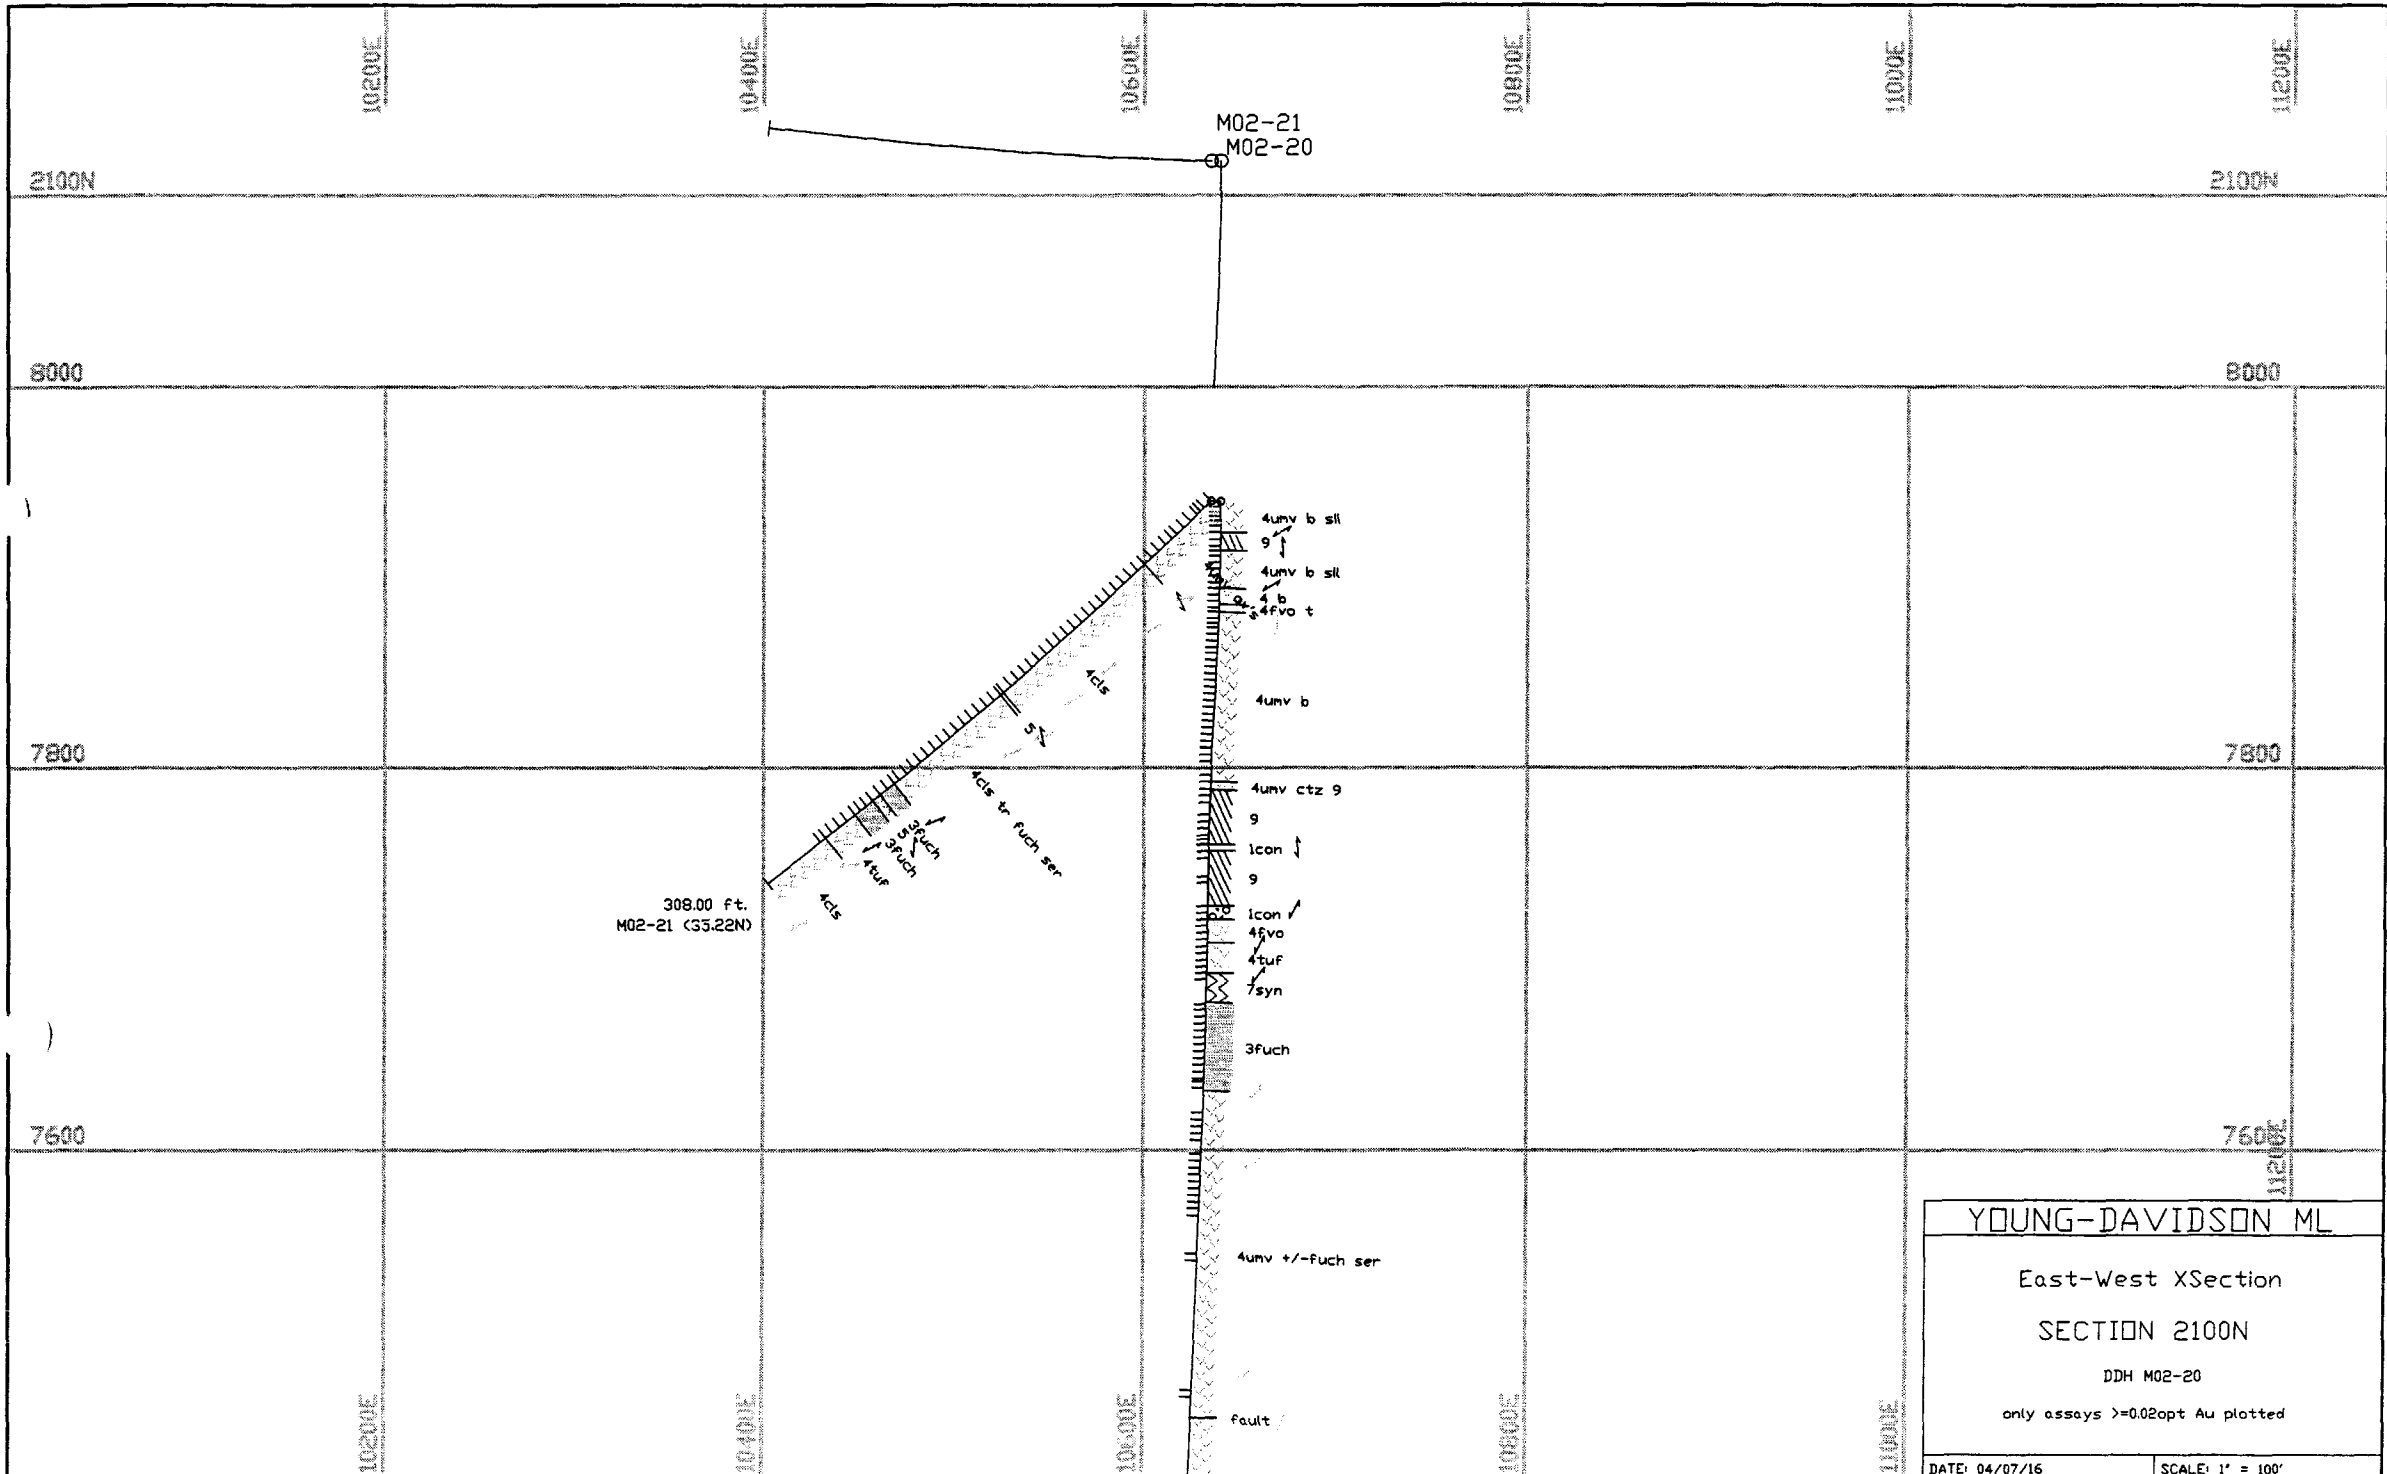 10200E
10400E
10600E
10800E
11000E
11200E
M02-21
M02-20
2100N
2100N
8000
8000
4umv b sil
9
4umv b sil
4 b
4fvo t
4cls
4umv b
5
7800
7800
4cls tr fuch ser
4umv ctz 9
9
3fuch
5
3fuch
4tuf
1con
9
4cls
308.00 ft.
M02-21 (33.22N)
1con
4fvo
4tuf
7syn
3fuch
7600
7600
11200E
YOUNG-DAVIDSON ML
4umv +/-fuch ser
East-West XSection
SECTION 2100N
DDH M02-20
only assays >=0.02opt Au plotted
fault
10200E
10400E
10600E
10800E
11000E
DATE: 04/07/16
SCALE: 1" = 100'